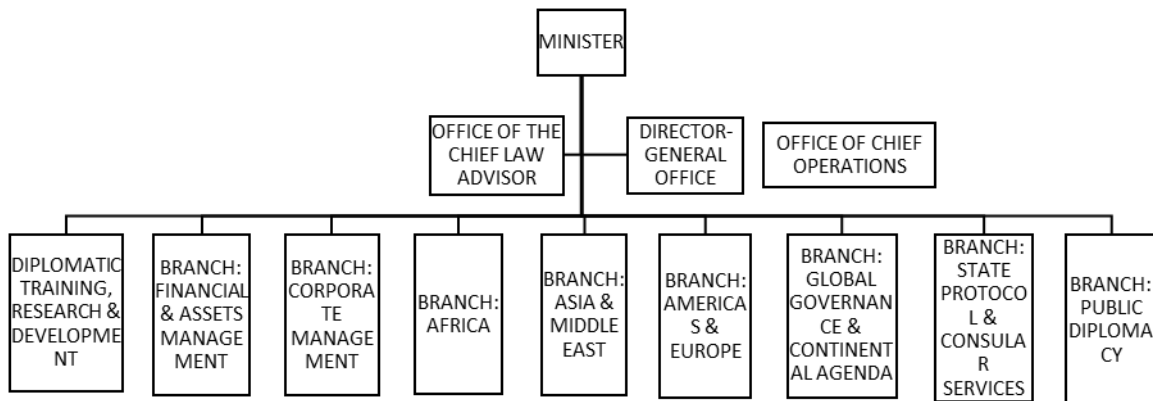 MINISTER
OFFICE OF THE
CHIEF LAW
ADVISOR
DIRECTOR-
GENERAL
OFFICE
OFFICE OF CHIEF
OPERATIONS
DIPLOMATIC
TRAINING,
RESEARCH &
DEVELOPME
NT
BRANCH:
FINANCIAL
& ASSETS
MANAGE
MENT
BRANCH:
CORPORA
TE
MANAGE
MENT
BRANCH:
AFRICA
BRANCH:
ASIA &
MIDDLE
EAST
BRANCH:
AMERICA
S &
EUROPE
BRANCH:
GLOBAL
GOVERNAN
CE &
CONTINENT
AL AGENDA
BRANCH:
STATE
PROTOCO
L &
CONSULA
R
SERVICES
BRANCH:
PUBLIC
DIPLOMA
CY